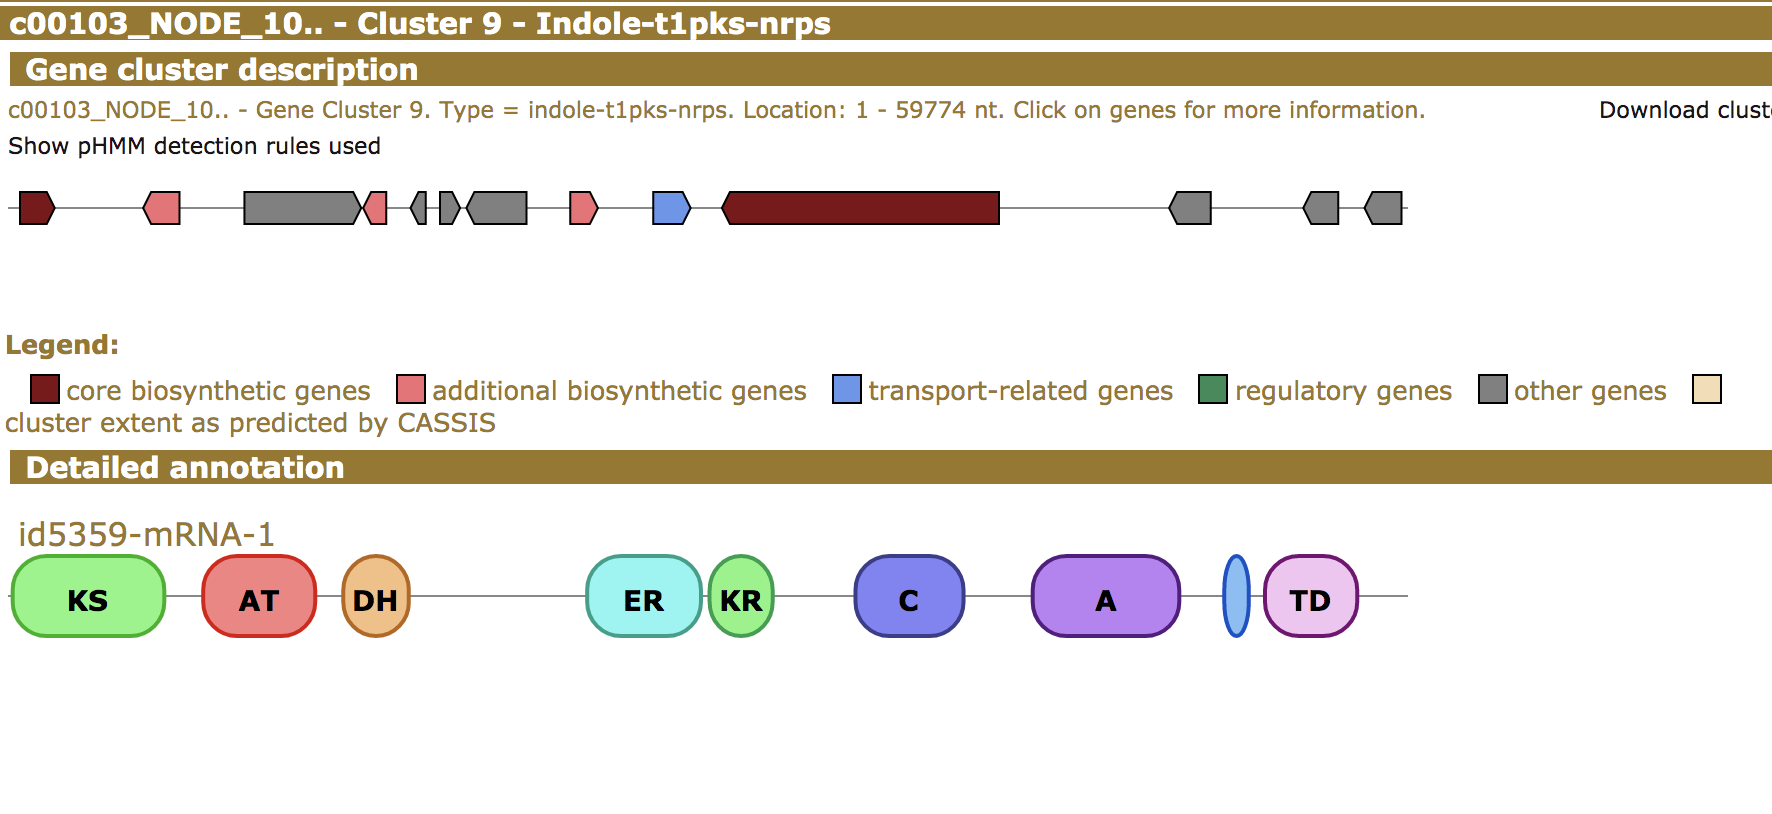 c00103_NODE_10.. - Cluster 9 - Indole-t1pks-nrps
Gene cluster description
c00103_NODE_10.. - Gene Cluster 9. Type = indole-t1pks-nrps. Location: 1 - 59774 nt. Click on genes for more information. Download clust
Show pHMM detection rules used
Legend:
core biosynthetic genes additional biosynthetic genes transport-related genes regulatory genes other genes
cluster extent as predicted by CASSIS
Detailed annotation
id5359-mRNA-1
KS AT DH ER KR C A TD